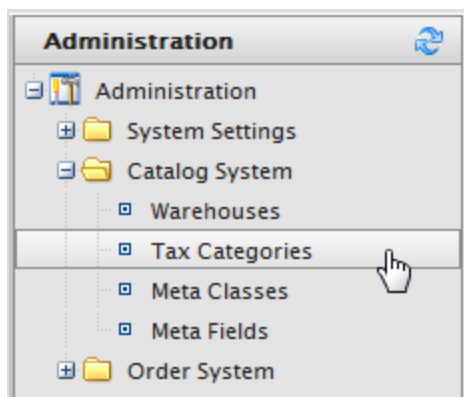 Administration
Administration
System Settings
Catalog System
Warehouses
Tax Categories
Meta Classes
Meta Fields
Order System